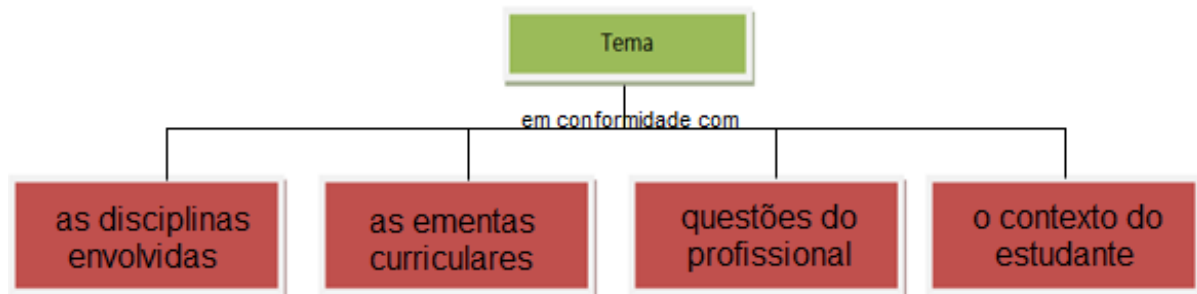 Tema
em conformidade com
as disciplinas
envolvidas
as ementas
curriculares
questões do
profissional
o contexto do
estudante